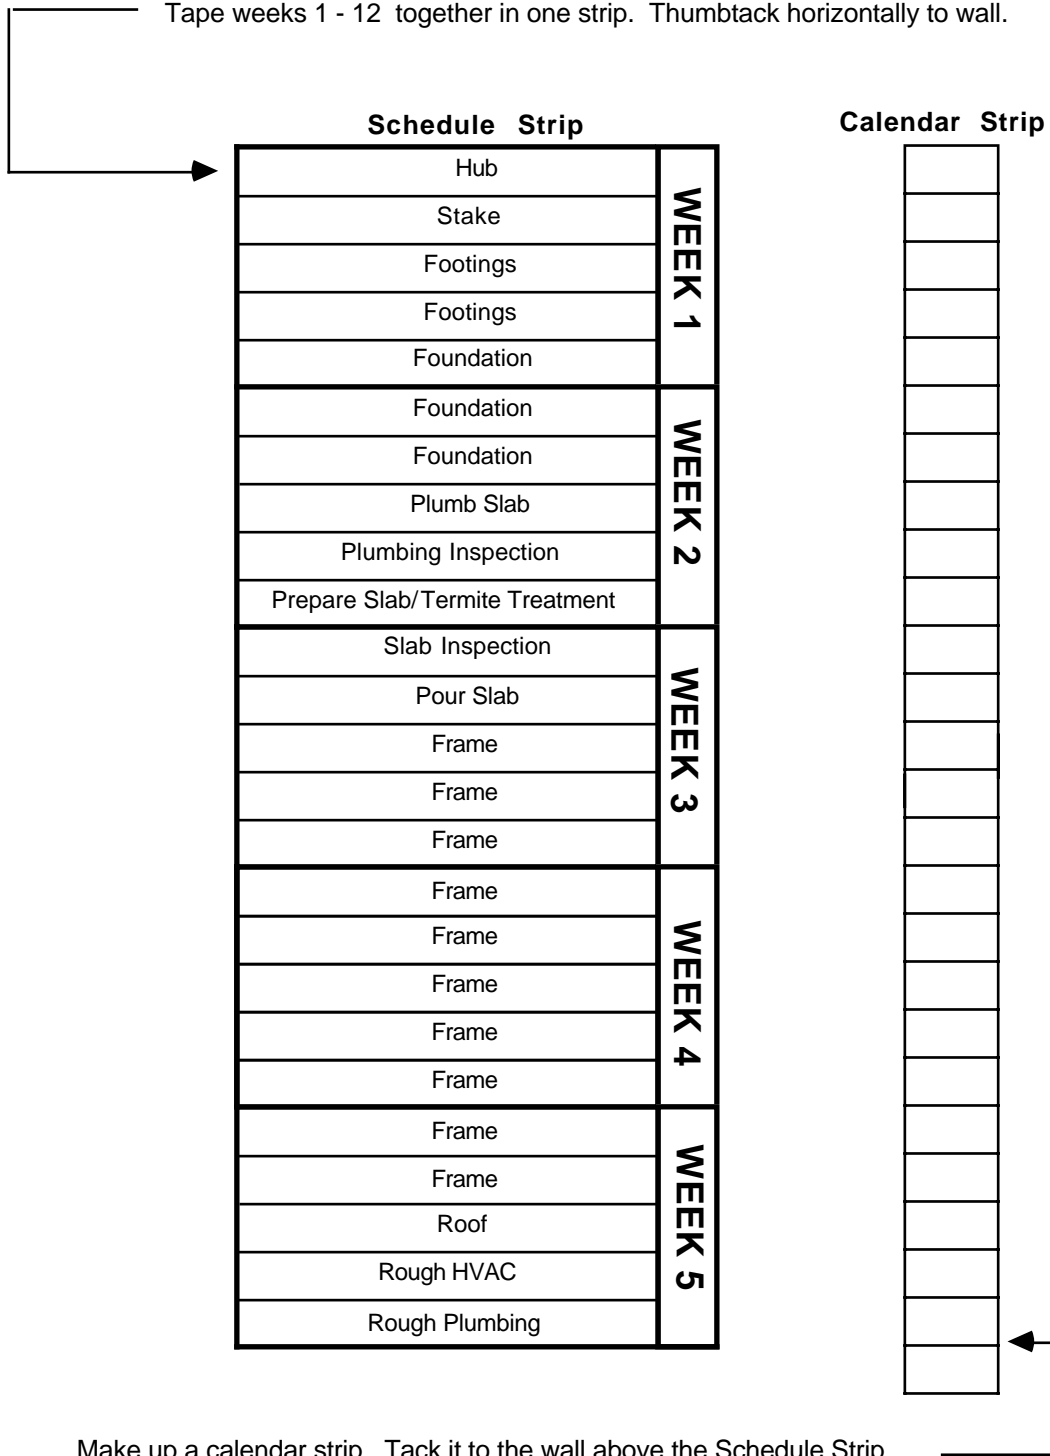 Tape weeks 1 - 12 together in one strip. Thumbtack horizontally to wall.
Schedule Strip
Calendar Strip
WEEK 1
Hub
Stake
Footings
Footings
Foundation
WEEK 2
Foundation
Foundation
Plumb Slab
Plumbing Inspection
Prepare Slab/Termite Treatment
WEEK 3
Slab Inspection
Pour Slab
Frame
Frame
Frame
WEEK 4
Frame
Frame
Frame
Frame
Frame
WEEK 5
Frame
Frame
Roof
Rough HVAC
Rough Plumbing
Make up a calendar strip. Tack it to the wall above the Schedule Strip